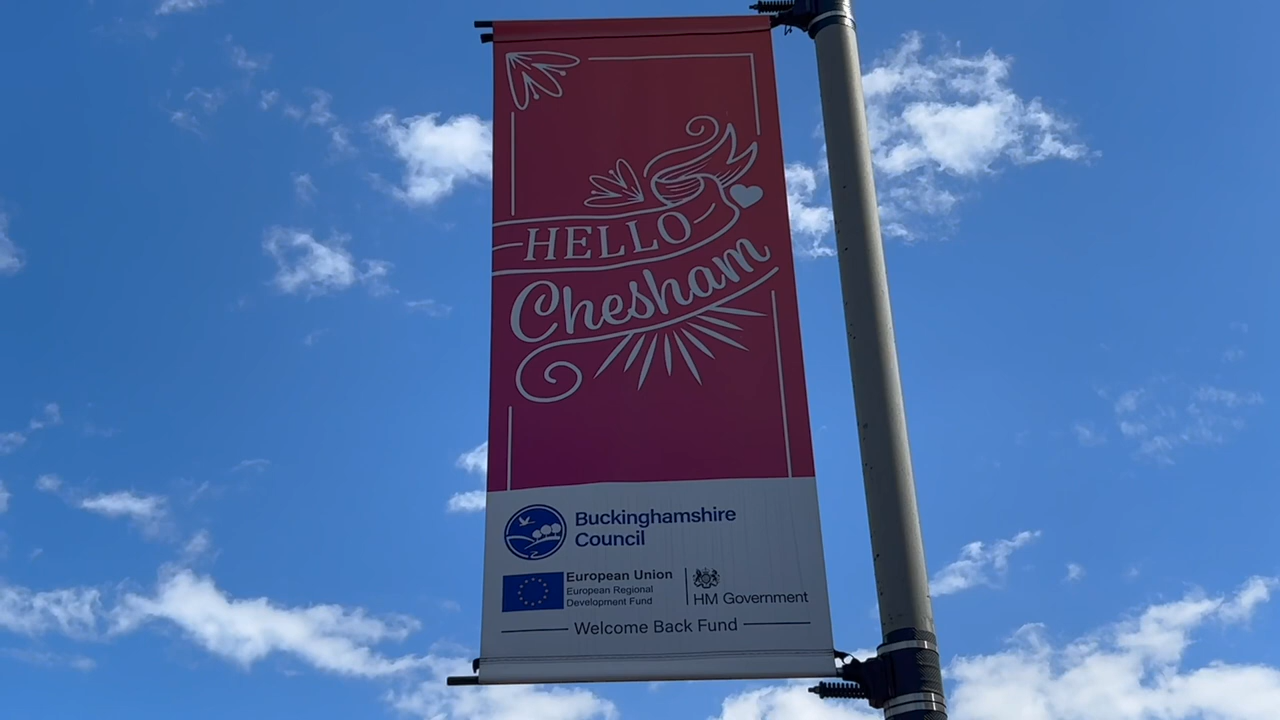 HELLO
Chesham
Buckinghamshire
Council
European Union
European Regional
Development Fund
HM Government
Welcome Back Fund